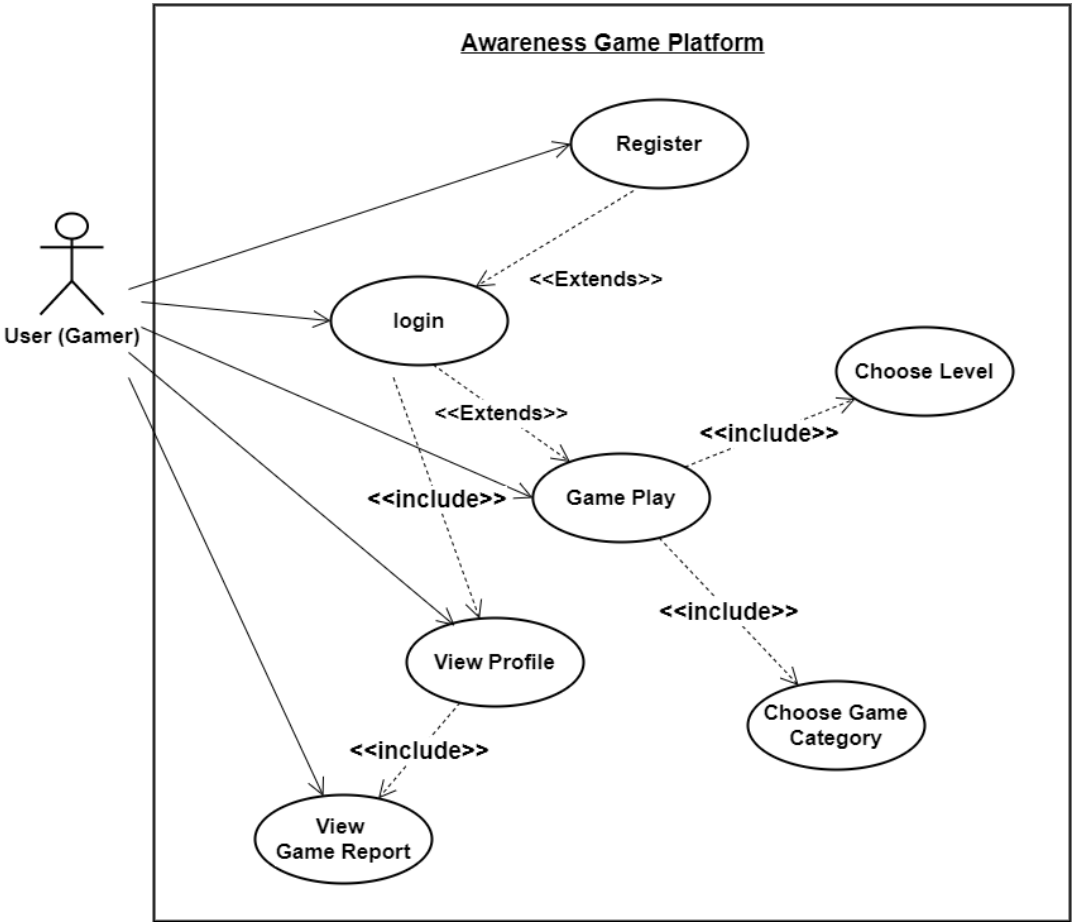 Awareness Game Platform
Register
<<Extends>>
login
User (Gamer)
Choose Level
<<Extends>>
<<include>>
<<include>>
Game Play
<<include>>
View Profile
Choose Game
Category
<<include>>
View
Game Report